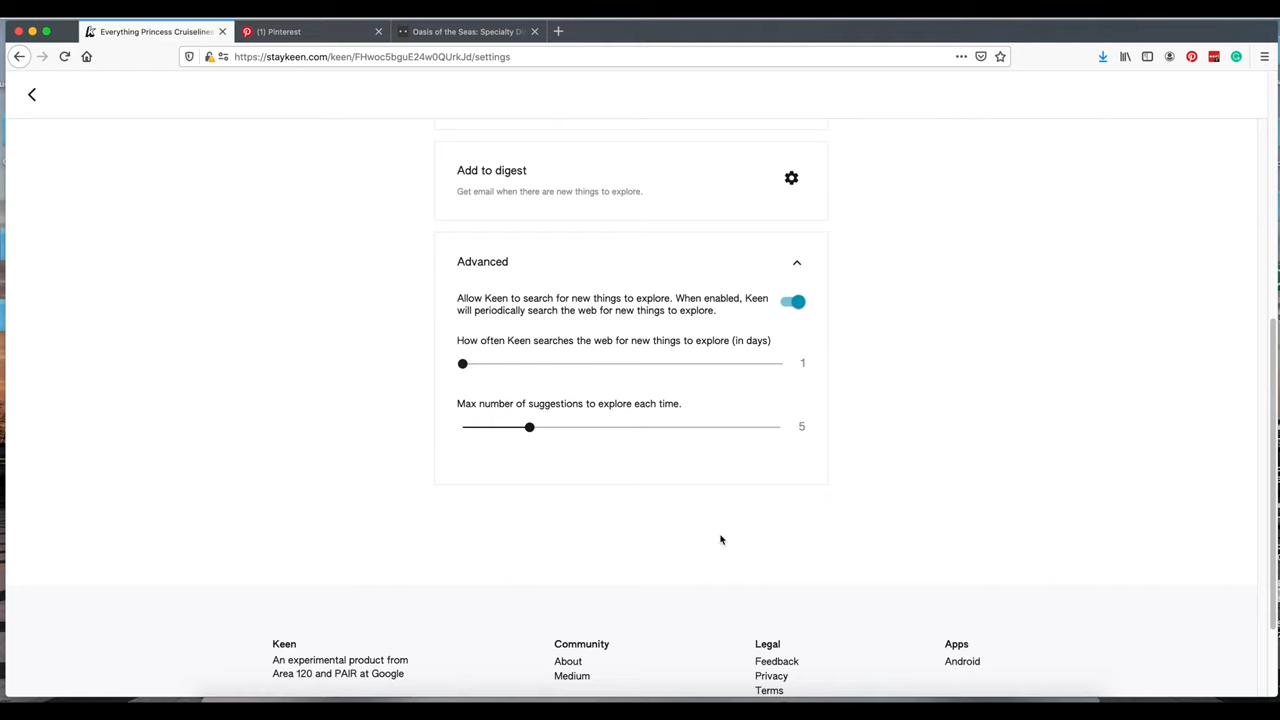 Everything Princess Cruiselines
(1) Pinterest
Oasis of the Seas: Specialty Di
https://staykeen.com/keen/FHwoc5bguE24w0QUrkJd/settings
Add to digest
Get email when there are new things to explore.
Advanced
Allow Keen to search for new things to explore. When enabled, Keen
will periodically search the web for new things to explore.
How often Keen searches the web for new things to explore (in days)
1
Max number of suggestions to explore each time.
5
Keen
An experimental product from
Area 120 and PAIR at Google
Community
About
Medium
Legal
Feedback
Privacy
Terms
Apps
Android